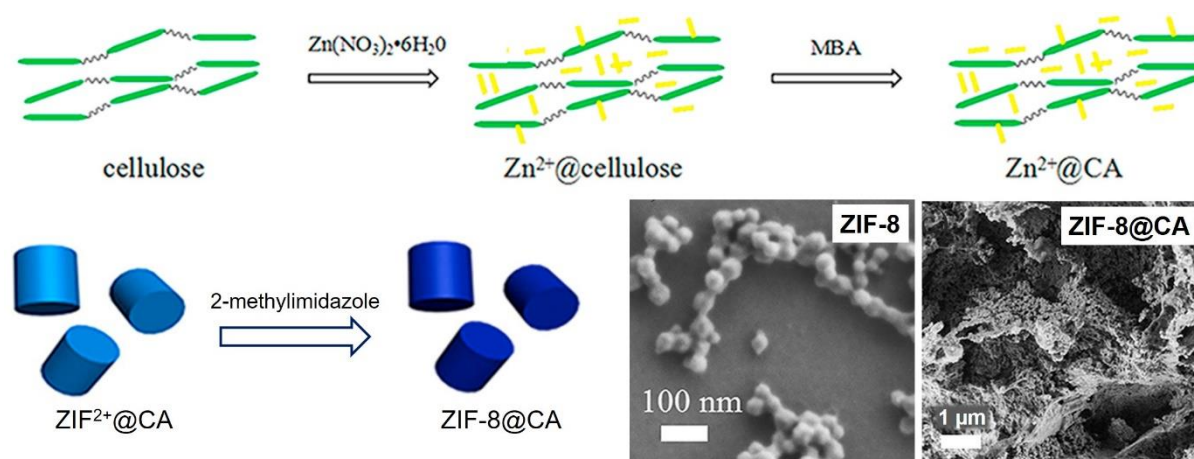 Zn(NO₃)₂•6H₂0
MBA
cellulose
Zn²⁺@cellulose
Zn²⁺@CA
2-methylimidazole
ZIF²⁺@CA
ZIF-8@CA
ZIF-8
100 nm
ZIF-8@CA
1 µm